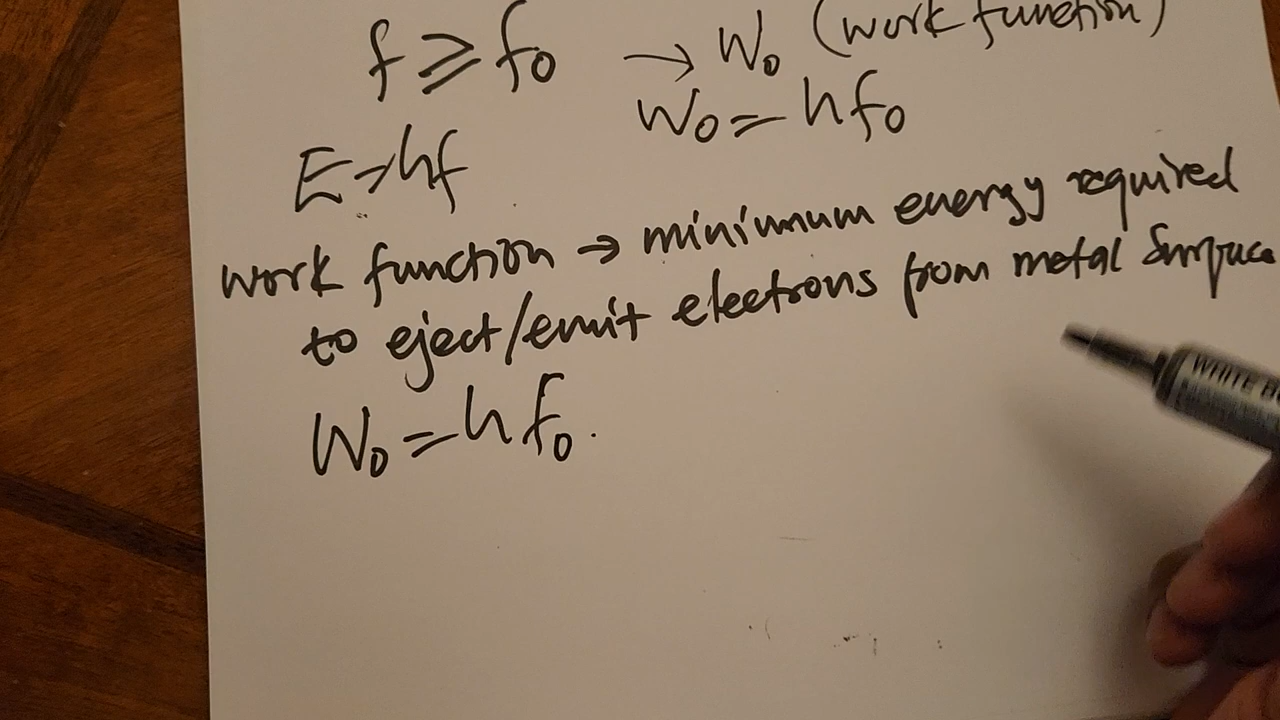 f ≥ f₀ → W₀ (work function)
W₀ = hf₀
E → hf
work function → minimum energy required
to eject/emit electrons from metal surface
W₀ = hf₀.
WHITE B